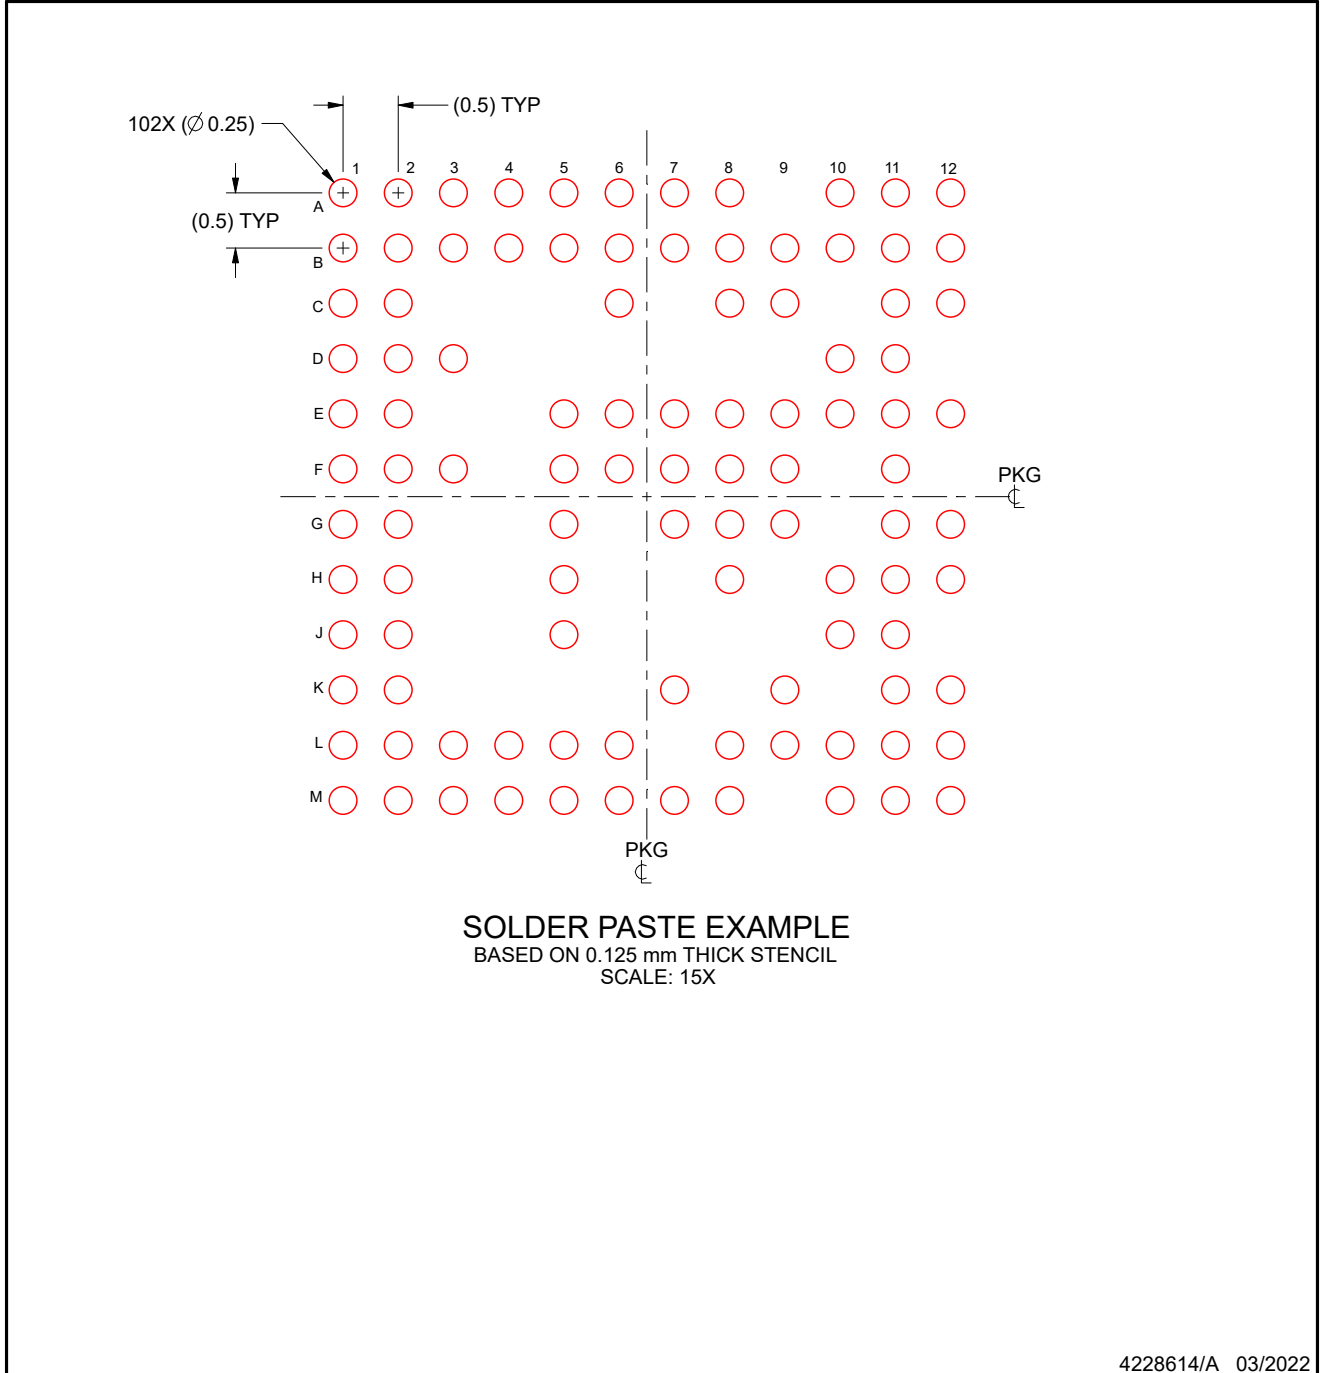 (0.5) TYP
102X (∅ 0.25)
1 2 3 4 5 6 7 8 9 10 11 12
A
(0.5) TYP
B
C
D
E
F
PKG
℄
G
H
J
K
L
M
PKG
℄
SOLDER PASTE EXAMPLE
BASED ON 0.125 mm THICK STENCIL
SCALE: 15X
4228614/A 03/2022